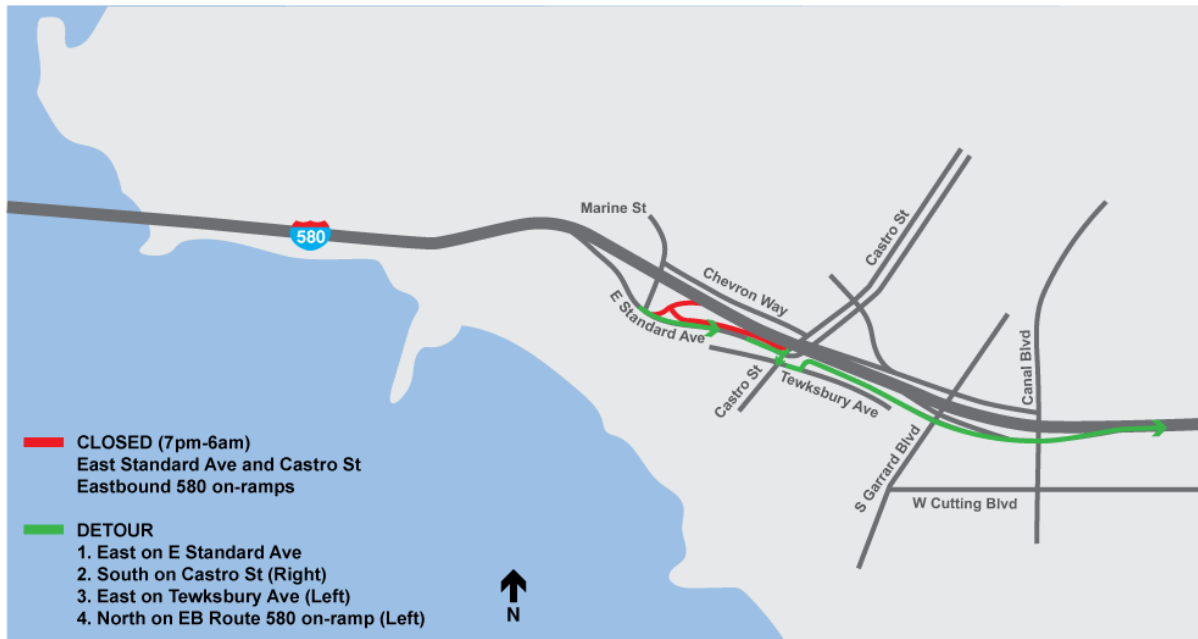 Marine St
580
Castro St
Chevron Way
E Standard Ave
Canal Blvd
Castro St
Tewksbury Ave
S Garrard Blvd
W Cutting Blvd
CLOSED (7pm-6am)
East Standard Ave and Castro St
Eastbound 580 on-ramps
DETOUR
1. East on E Standard Ave
2. South on Castro St (Right)
3. East on Tewksbury Ave (Left)
4. North on EB Route 580 on-ramp (Left)
N